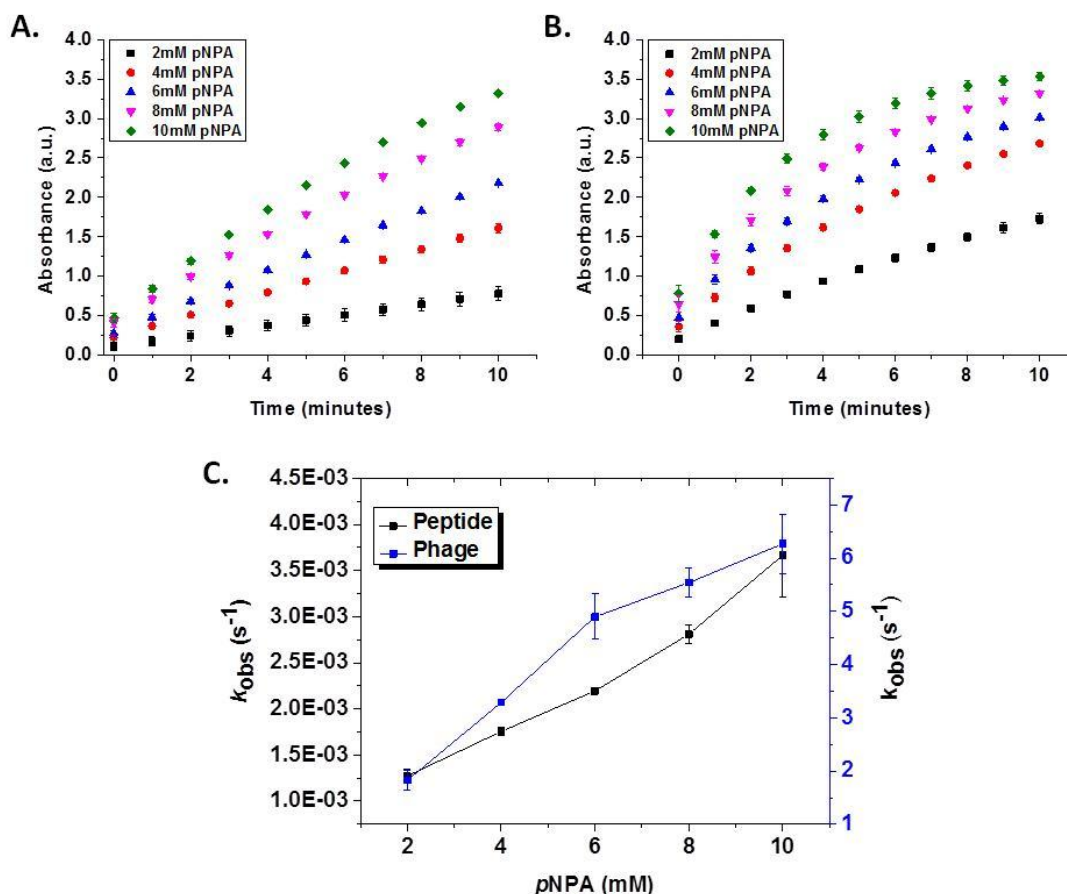 A.
4.0
3.5
3.0
2.5
2.0
1.5
1.0
0.5
0.0
Absorbance (a.u.)
2mM pNPA
4mM pNPA
6mM pNPA
8mM pNPA
10mM pNPA
0 2 4 6 8 10
Time (minutes)
B.
4.0
3.5
3.0
2.5
2.0
1.5
1.0
0.5
0.0
Absorbance (a.u.)
2mM pNPA
4mM pNPA
6mM pNPA
8mM pNPA
10mM pNPA
0 2 4 6 8 10
Time (minutes)
C.
4.5E-03
4.0E-03
3.5E-03
3.0E-03
2.5E-03
2.0E-03
1.5E-03
1.0E-03
kobs (s-1)
Peptide
Phage
7
6
5
4
3
2
1
kobs (s-1)
2 4 6 8 10
pNPA (mM)